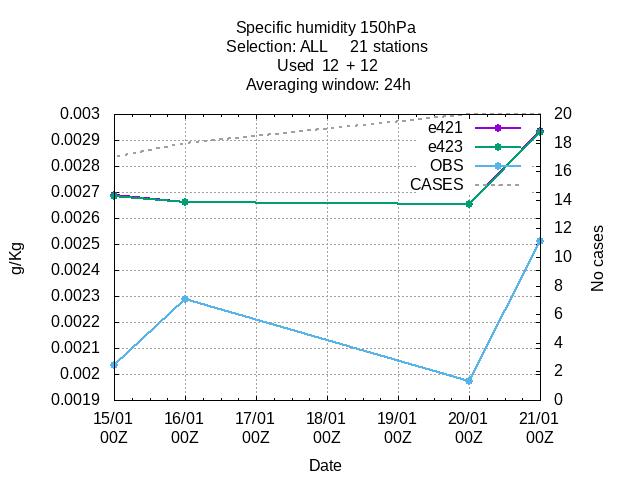 Specific humidity 150hPa
Selection: ALL     21 stations
Used  12  + 12
Averaging window: 24h
0.003
0.0029
0.0028
0.0027
0.0026
0.0025
0.0024
0.0023
0.0022
0.0021
0.002
0.0019
g/Kg
e421
e423
OBS
CASES
20
18
16
14
12
10
8
6
4
2
0
No cases
15/01 16/01 17/01 18/01 19/01 20/01 21/01
00Z 00Z 00Z 00Z 00Z 00Z 00Z
Date